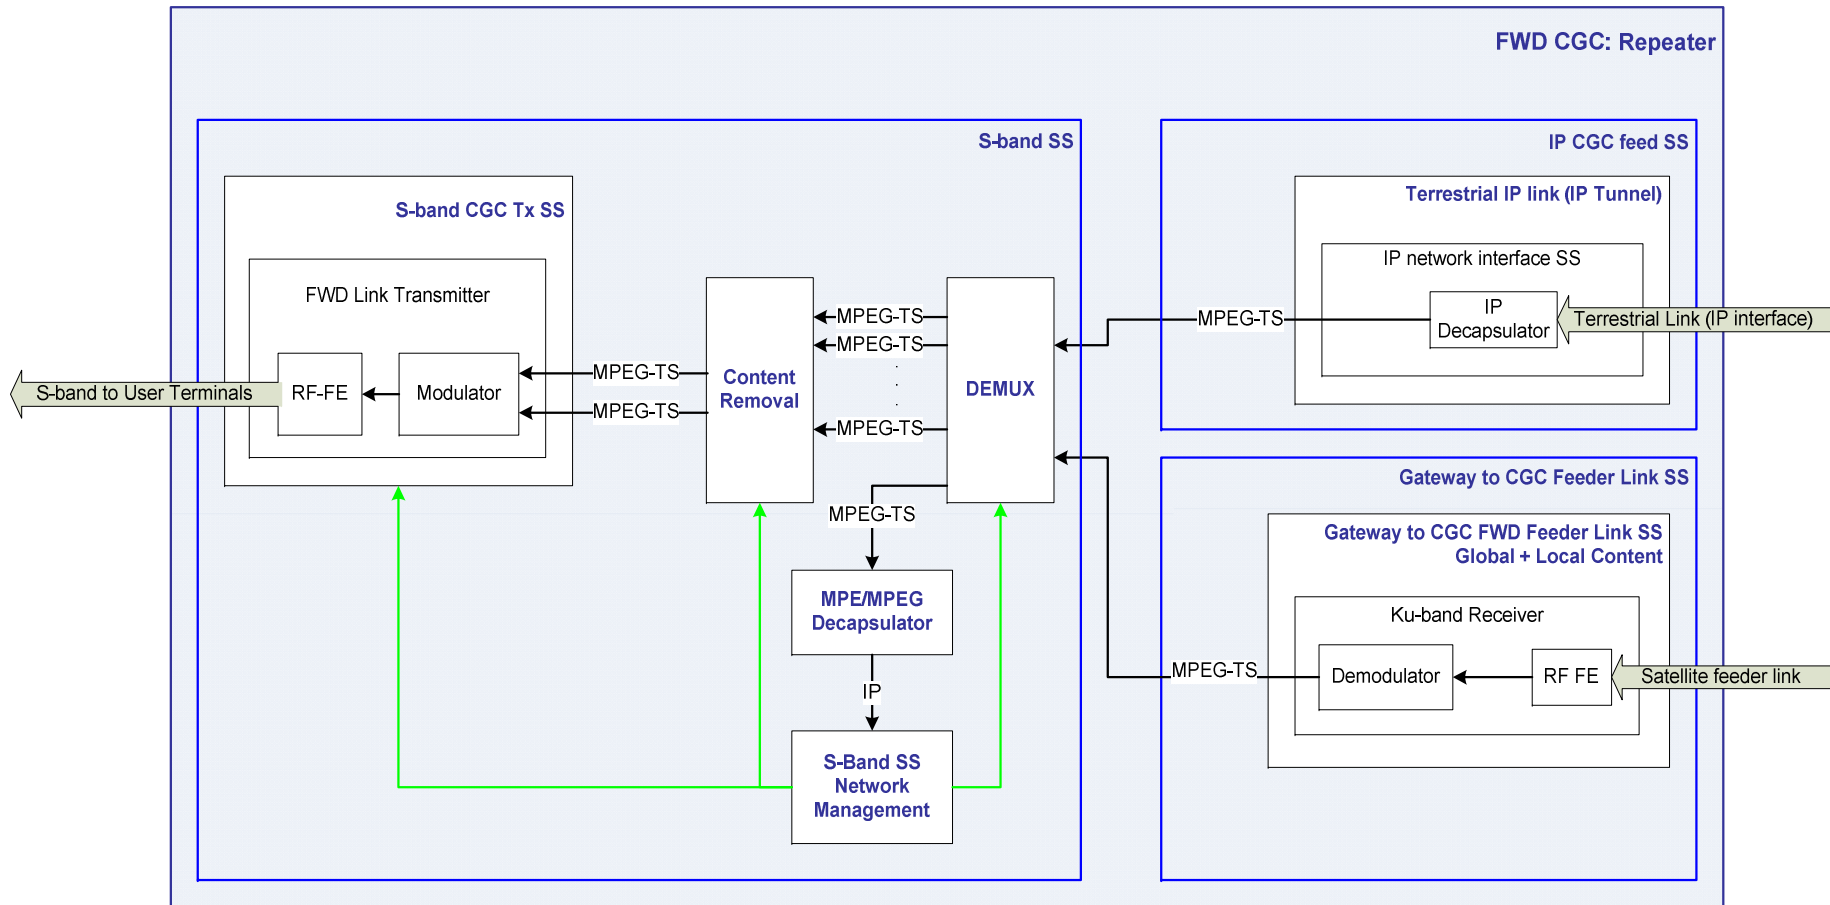 FWD CGC: Repeater
S-band SS
IP CGC feed SS
S-band CGC Tx SS
Terrestrial IP link (IP Tunnel)
FWD Link Transmitter
IP network interface SS
RF-FE
Modulator
S-band to User Terminals
MPEG-TS
MPEG-TS
Content
Removal
MPEG-TS
MPEG-TS
MPEG-TS
DEMUX
MPEG-TS
IP
Decapsulator
Terrestrial Link (IP interface)
MPEG-TS
MPE/MPEG
Decapsulator
IP
S-Band SS
Network
Management
Gateway to CGC Feeder Link SS
Gateway to CGC FWD Feeder Link SS
Global + Local Content
Ku-band Receiver
MPEG-TS
Demodulator
RF FE
Satellite feeder link